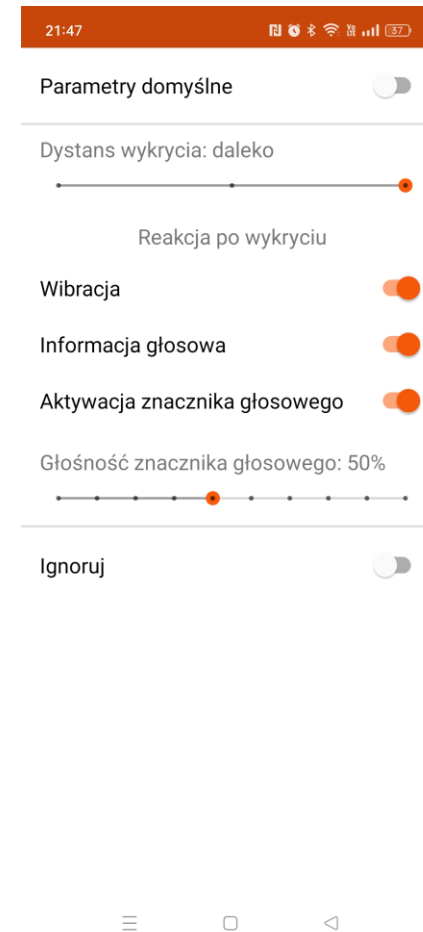 21:47
37
Parametry domyślne
Dystans wykrycia: daleko
Reakcja po wykryciu
Wibracja
Informacja głosowa
Aktywacja znacznika głosowego
Głośność znacznika głosowego: 50%
Ignoruj